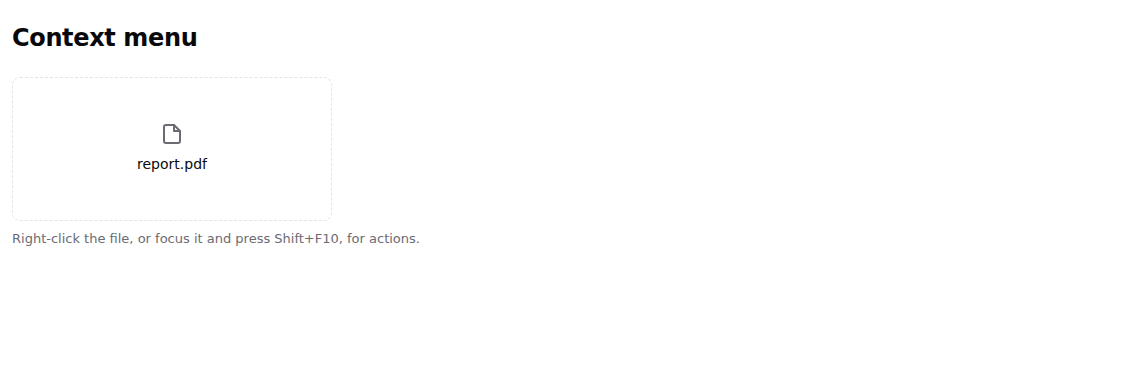 Context menu
report.pdf
Right-click the file, or focus it and press Shift+F10, for actions.